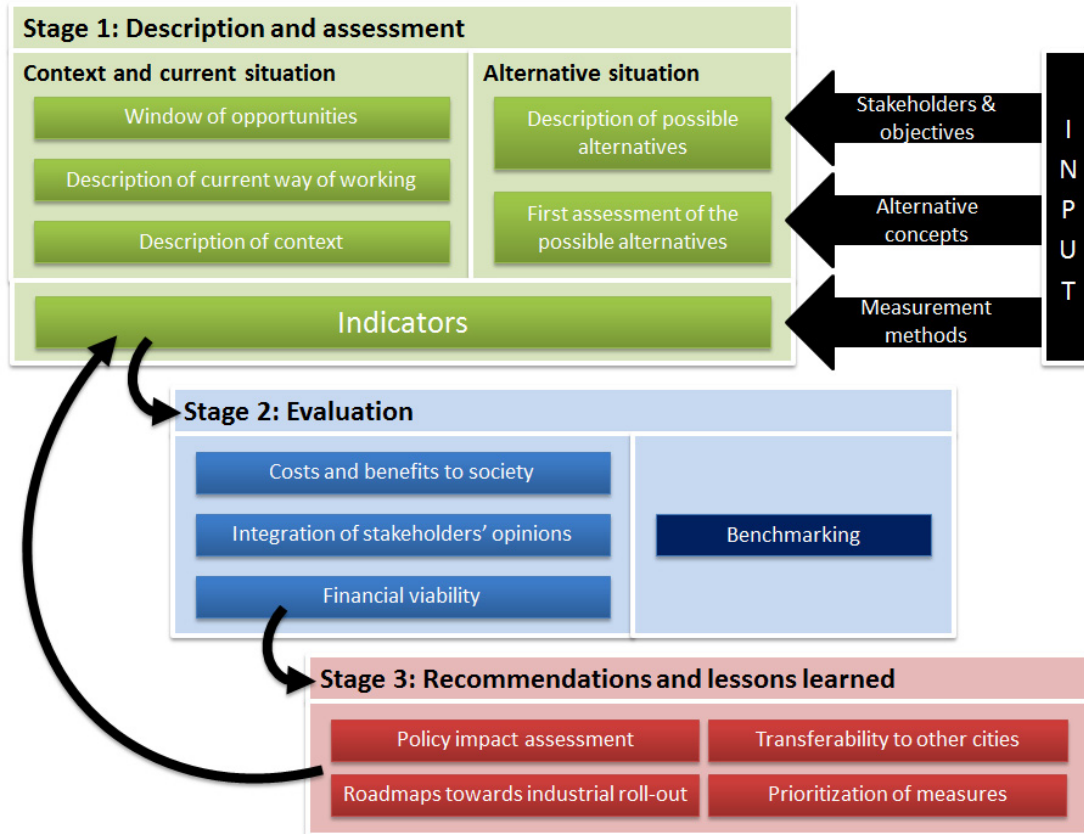 Stage 1: Description and assessment
Context and current situation
Window of opportunities
Description of current way of working
Description of context
Alternative situation
Description of possible
alternatives
First assessment of the
possible alternatives
Indicators
Stakeholders &
objectives
Alternative
concepts
Measurement
methods
I
N
P
U
T
Stage 2: Evaluation
Costs and benefits to society
Integration of stakeholders' opinions
Financial viability
Benchmarking
Stage 3: Recommendations and lessons learned
Policy impact assessment
Transferability to other cities
Roadmaps towards industrial roll-out
Prioritization of measures